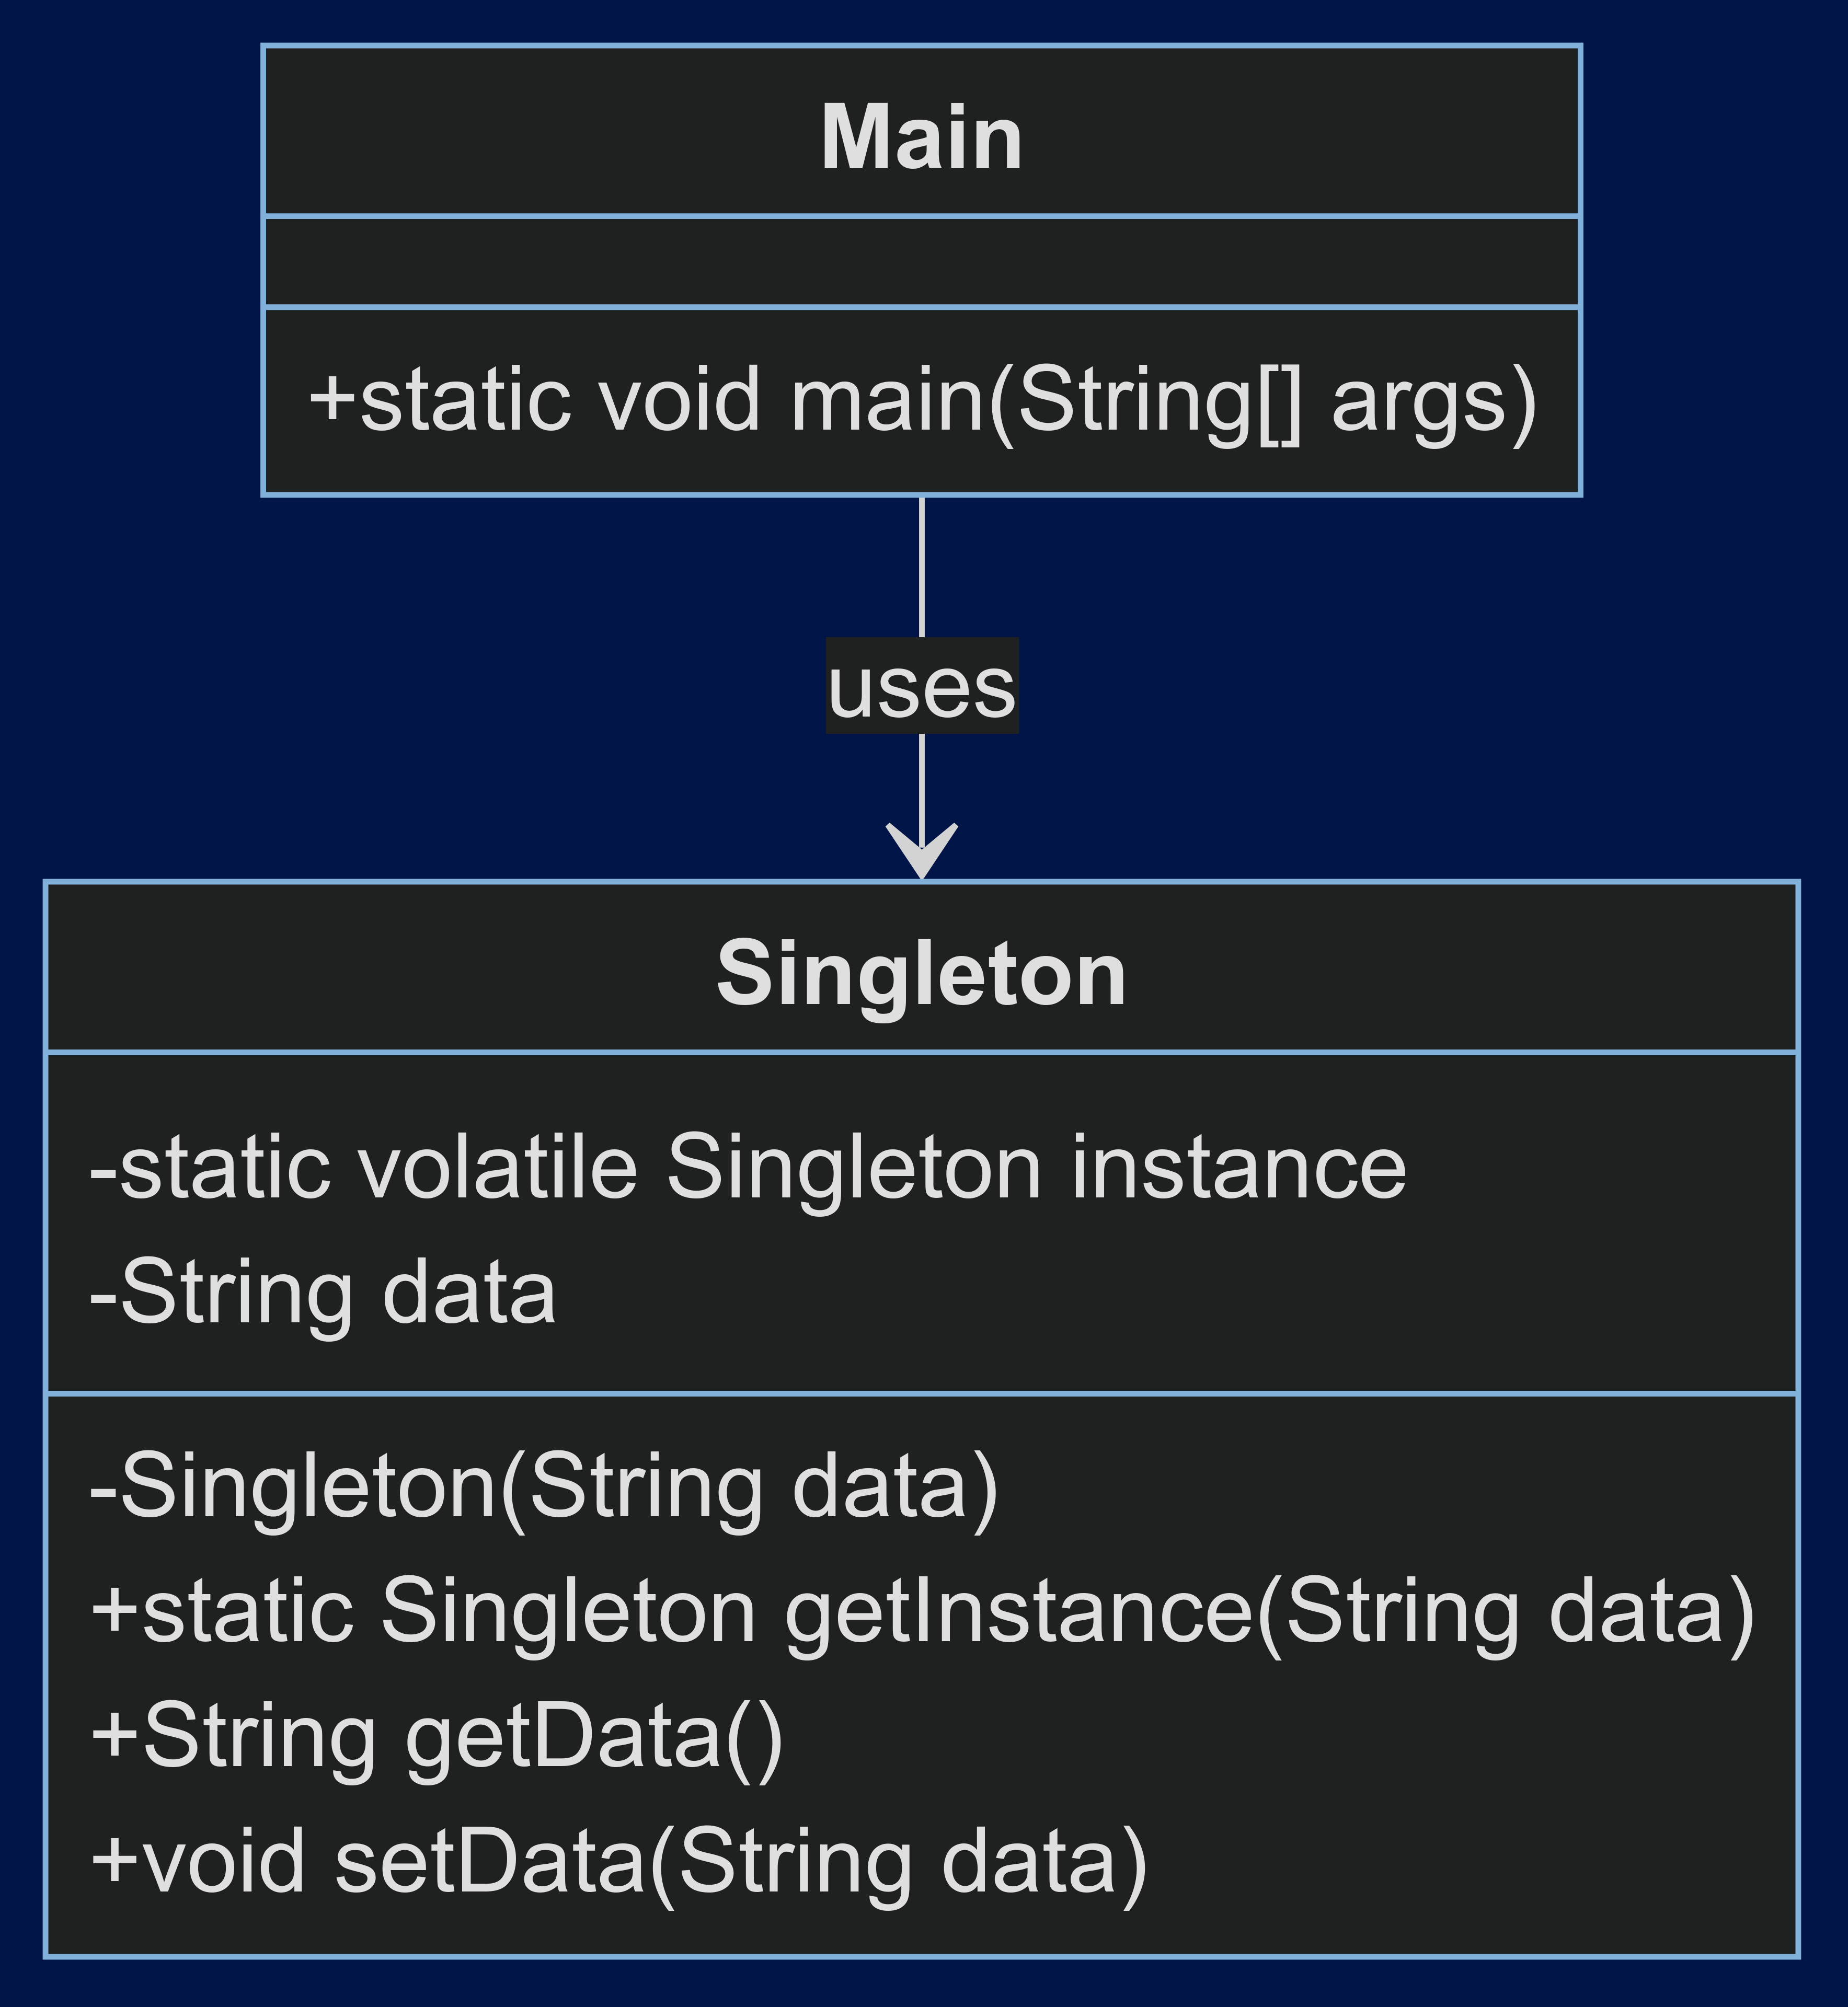 Main
+static void main(String[] args)
uses
Singleton
-static volatile Singleton instance
-String data
-Singleton(String data)
+static Singleton getInstance(String data)
+String getData()
+void setData(String data)